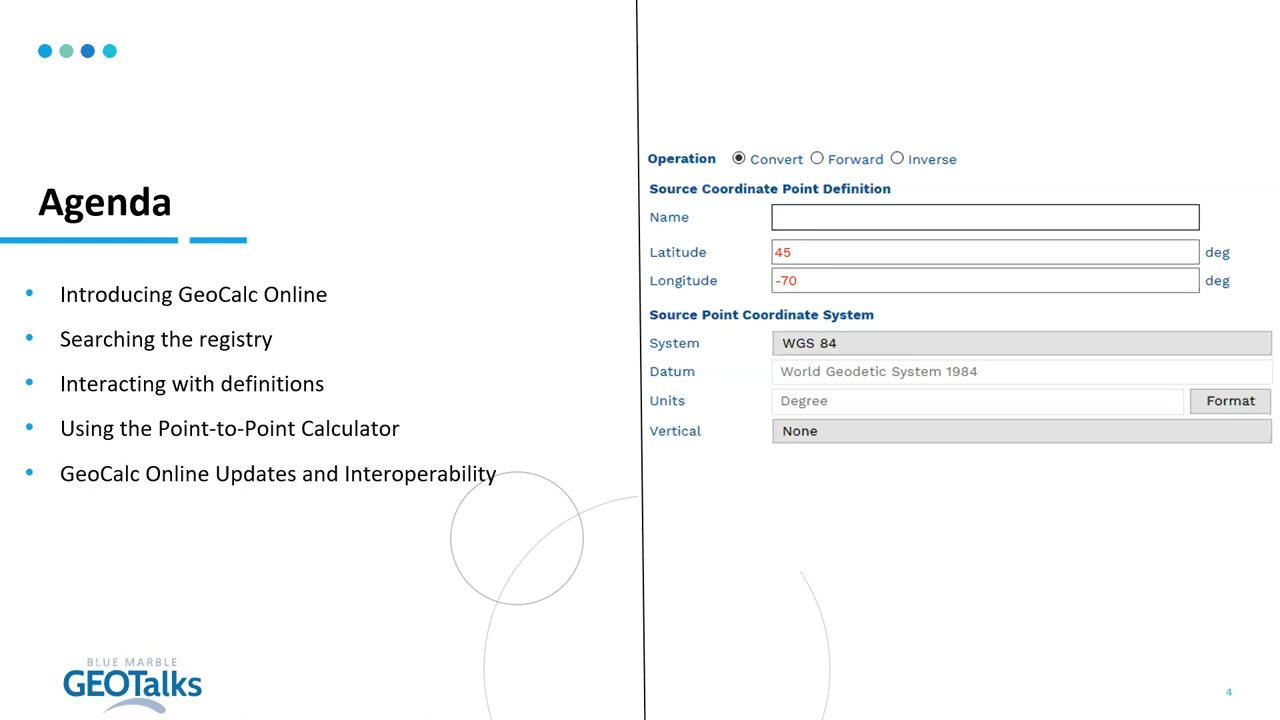 Agenda
Introducing GeoCalc Online
Searching the registry
Interacting with definitions
Using the Point-to-Point Calculator
GeoCalc Online Updates and Interoperability
BLUE MARBLE
GEOTalks
Operation Convert Forward Inverse
Source Coordinate Point Definition
Name
Latitude 45 deg
Longitude -70 deg
Source Point Coordinate System
System WGS 84
Datum World Geodetic System 1984
Units Degree Format
Vertical None
4